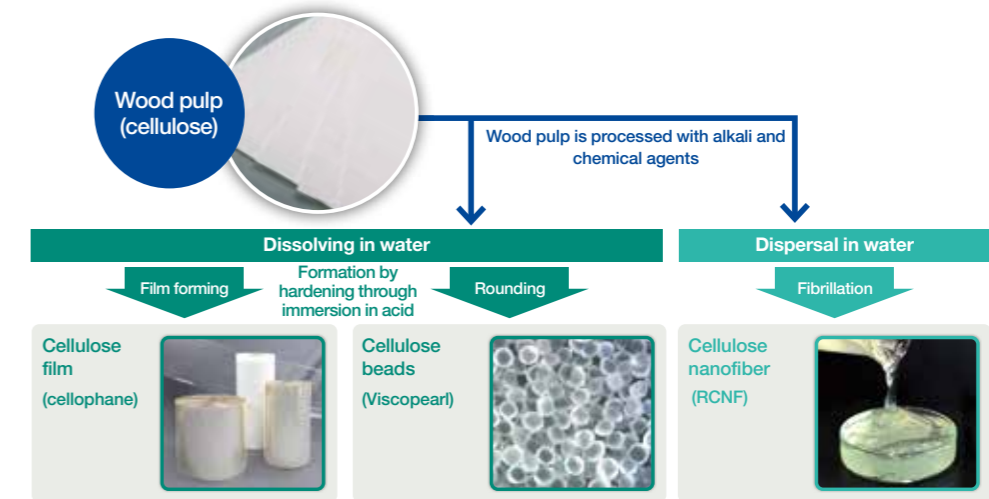 Wood pulp
(cellulose)
Wood pulp is processed with alkali and
chemical agents
Dissolving in water
Dispersal in water
Film forming
Formation by
hardening through
immersion in acid
Rounding
Fibrillation
Cellulose
film
(cellophane)
Cellulose
beads
(Viscopearl)
Cellulose
nanofiber
(RCNF)